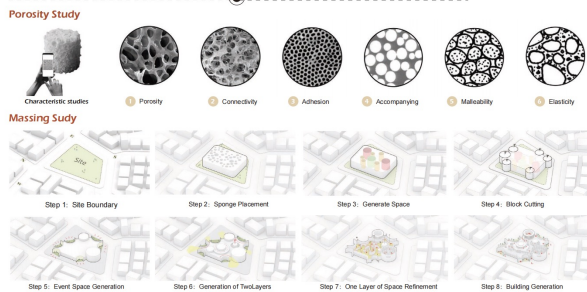 Porosity Study
Characteristic studies
1 Porosity
2 Connectivity
3 Adhesion
4 Accompanying
5 Malleability
6 Elasticity
Massing Sudy
Site
Step 1: Site Boundary
Step 2: Sponge Placement
Step 3: Generate Space
Step 4: Block Cutting
Step 5: Event Space Generation
Step 6: Generation of TwoLayers
Step 7: One Layer of Space Refinement
Step 8: Building Generation